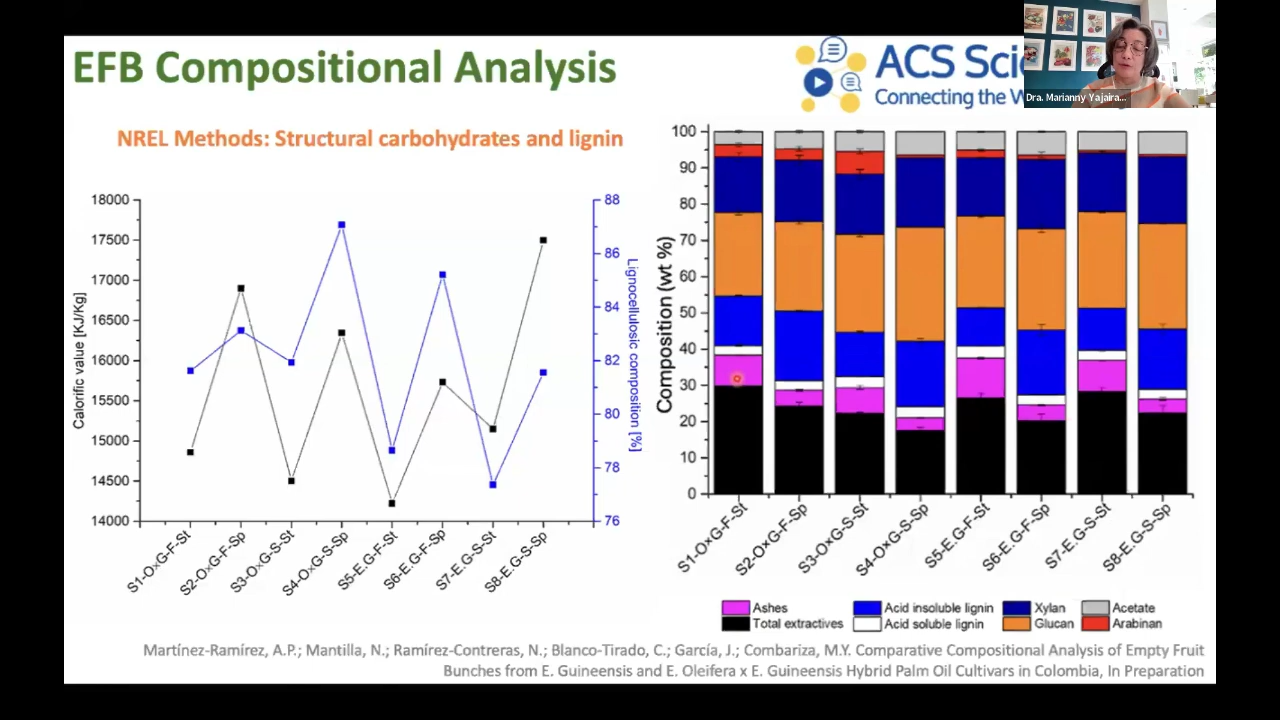 EFB Compositional Analysis
ACS Sci
Connecting the W
Dra. Marianny Yajaira...
NREL Methods: Structural carbohydrates and lignin
18000
17500
17000
16500
16000
15500
15000
14500
14000
Calorific value [KJ/Kg]
88
86
84
82
80
78
76
Lignocellulosic composition [%]
S1-O×G-F-St
S2-O×G-F-Sp
S3-O×G-S-St
S4-O×G-S-Sp
S5-E.G-F-St
S6-E.G-F-Sp
S7-E.G-S-St
S8-E.G-S-Sp
100
90
80
70
60
50
40
30
20
10
0
Composition (wt %)
S1-O×G-F-St
S2-O×G-F-Sp
S3-O×G-S-St
S4-O×G-S-Sp
S5-E.G-F-St
S6-E.G-F-Sp
S7-E.G-S-St
S8-E.G-S-Sp
Ashes
Acid insoluble lignin
Xylan
Acetate
Total extractives
Acid soluble lignin
Glucan
Arabinan
Martínez-Ramírez, A.P.; Mantilla, N.; Ramírez-Contreras, N.; Blanco-Tirado, C.; García, J.; Combariza, M.Y. Comparative Compositional Analysis of Empty Fruit
Bunches from E. Guineensis and E. Oleifera x E. Guineensis Hybrid Palm Oil Cultivars in Colombia, In Preparation